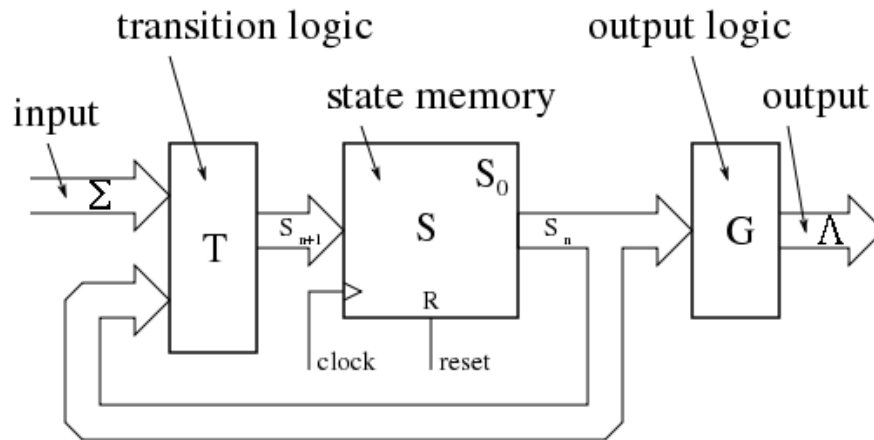 transition logic
output logic
state memory
output
input
Σ
S₀
T
Sₙ₊₁
S
Sₙ
G
Λ
R
clock
reset